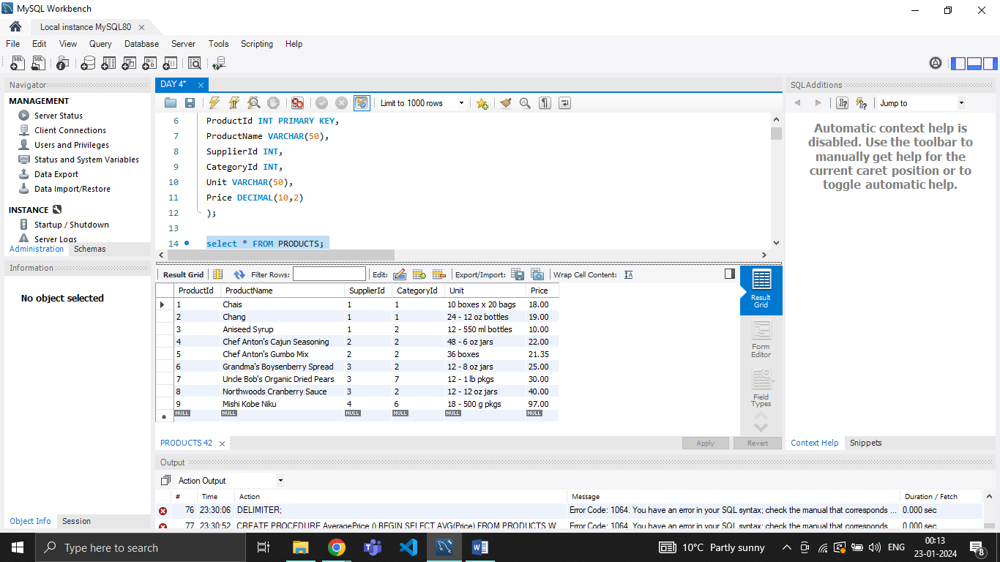 MySQL Workbench
Local instance MySQL80
File Edit View Query Database Server Tools Scripting Help
Navigator
MANAGEMENT
Server Status
Client Connections
Users and Privileges
Status and System Variables
Data Export
Data Import/Restore
INSTANCE
Startup / Shutdown
Server Logs
Administration Schemas
Information
No object selected
Object Info Session
DAY 4*
Limit to 1000 rows
6 ProductId INT PRIMARY KEY,
7 ProductName VARCHAR(50),
8 SupplierId INT,
9 CategoryId INT,
10 Unit VARCHAR(50),
11 Price DECIMAL(10,2)
12 );
13
14 select * FROM PRODUCTS;
Result Grid Filter Rows: Edit: Export/Import: Wrap Cell Content:
ProductId ProductName SupplierId CategoryId Unit Price
1 Chais 1 1 10 boxes x 20 bags 18.00
2 Chang 1 1 24 - 12 oz bottles 19.00
3 Aniseed Syrup 1 2 12 - 550 ml bottles 10.00
4 Chef Anton's Cajun Seasoning 2 2 48 - 6 oz jars 22.00
5 Chef Anton's Gumbo Mix 2 2 36 boxes 21.35
6 Grandma's Boysenberry Spread 3 2 12 - 8 oz jars 25.00
7 Uncle Bob's Organic Dried Pears 3 7 12 - 1 lb pkgs 30.00
8 Northwoods Cranberry Sauce 3 2 12 - 12 oz jars 40.00
9 Mishi Kobe Niku 4 6 18 - 500 g pkgs 97.00
NULL NULL NULL NULL NULL NULL
Result
Grid
Form
Editor
Field
Types
PRODUCTS 42
Apply Revert
SQLAdditions
Jump to
Automatic context help is
disabled. Use the toolbar to
manually get help for the
current caret position or to
toggle automatic help.
Context Help Snippets
Output
Action Output
# Time Action Message Duration / Fetch
76 23:30:06 DELIMITER; Error Code: 1064. You have an error in your SQL syntax; check the manual that corresponds ... 0.000 sec
77 23:30:52 CREATE PROCEDURE AveragePrice () BEGIN SELECT AVG(Price) FROM PRODUCTS W Error Code: 1064. You have an error in your SQL syntax; check the manual that corresponds 0.000 sec
Type here to search
10°C Partly sunny
ENG
00:13
23-01-2024
8